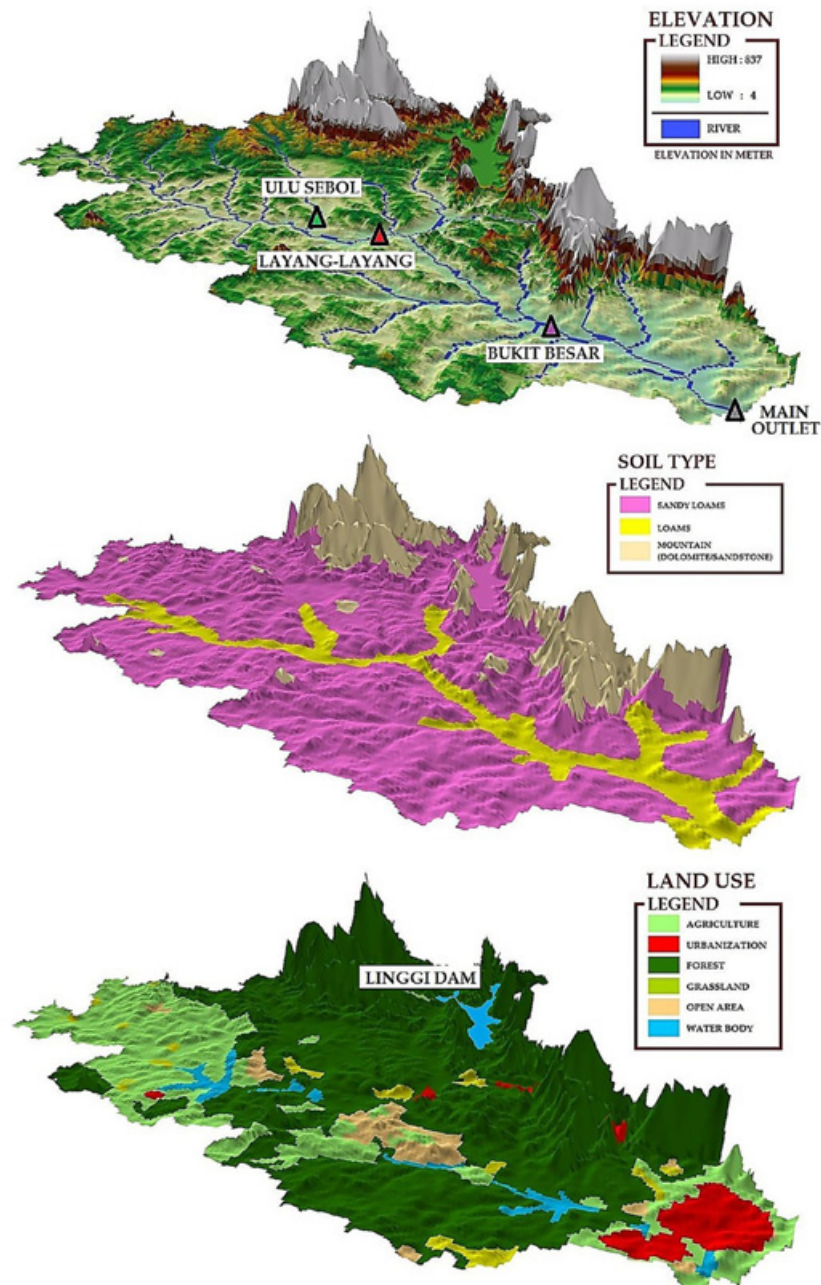 ELEVATION
LEGEND
HIGH : 837
LOW : 4
RIVER
ELEVATION IN METER
ULU SEBOL
LAYANG-LAYANG
BUKIT BESAR
MAIN
OUTLET
SOIL TYPE
LEGEND
SANDY LOAMS
LOAMS
MOUNTAIN
(DOLOMITE/SANDSTONE)
LAND USE
LEGEND
AGRICULTURE
URBANIZATION
FOREST
GRASSLAND
OPEN AREA
WATER BODY
LINGGI DAM